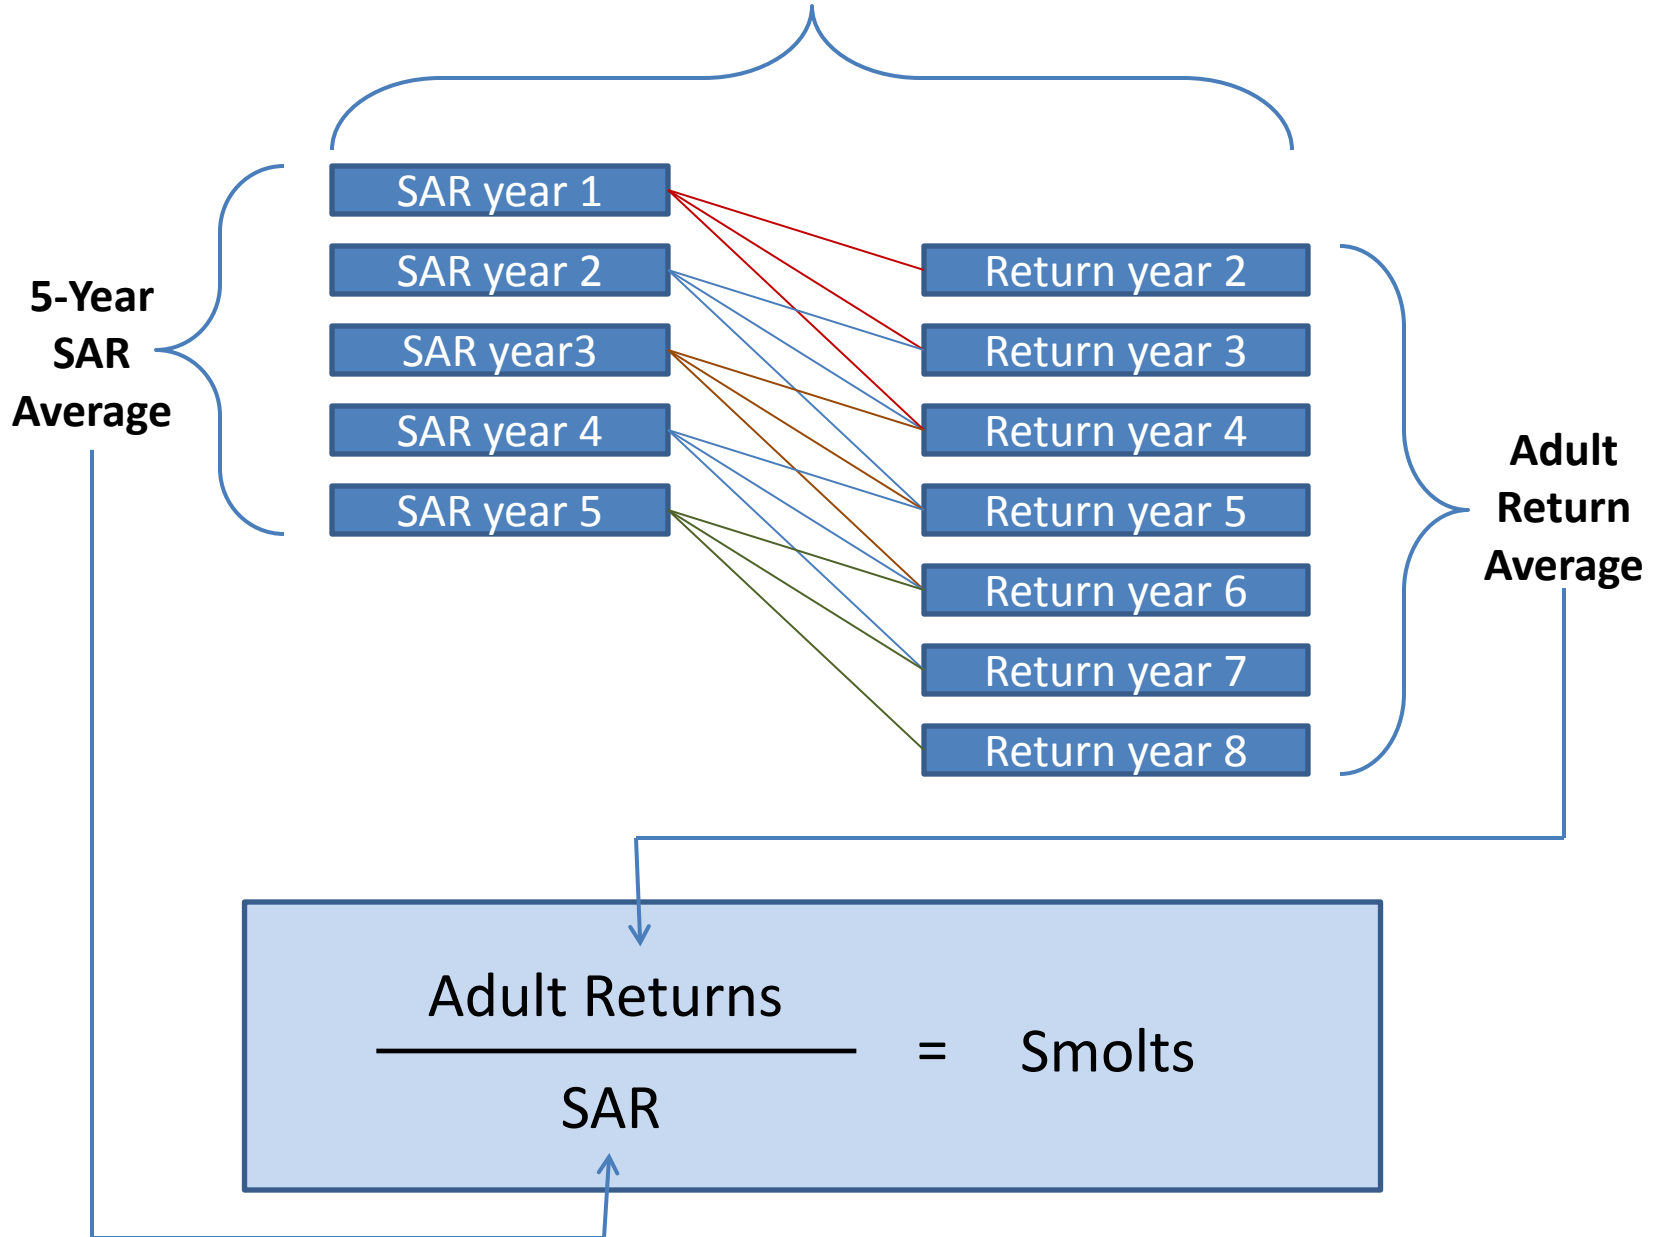 5-Year
SAR
Average
SAR year 1
SAR year 2
SAR year3
SAR year 4
SAR year 5
Return year 2
Return year 3
Return year 4
Return year 5
Return year 6
Return year 7
Return year 8
Adult
Return
Average
Adult Returns
SAR
= Smolts